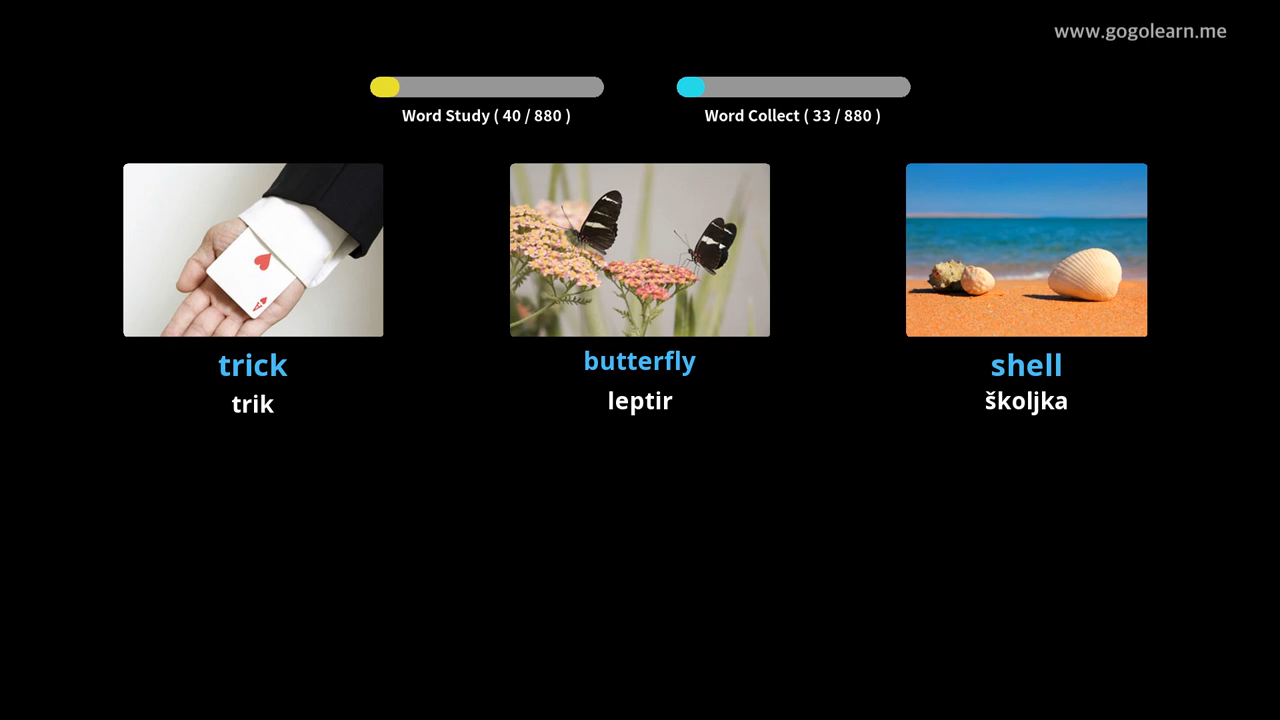 www.gogolearn.me
Word Study ( 40 / 880 )
Word Collect ( 33 / 880 )
trick
trik
butterfly
leptir
shell
školjka